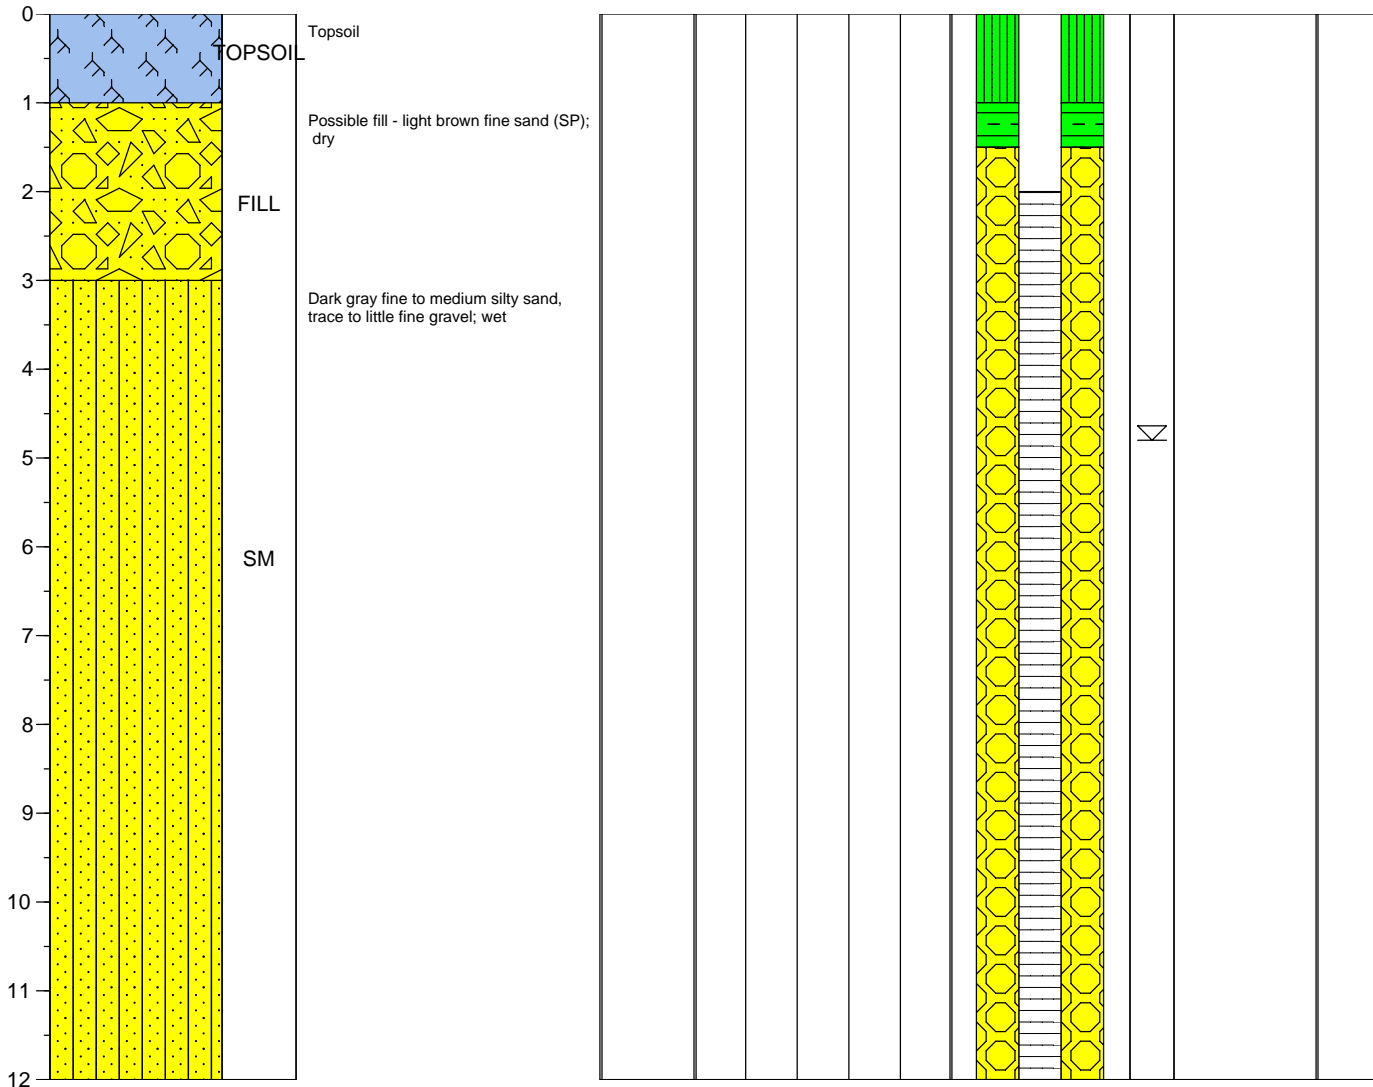 0
TOPSOIL
Topsoil
1
Possible fill - light brown fine sand (SP);
dry
2
FILL
3
Dark gray fine to medium silty sand,
trace to little fine gravel; wet
4
5
6
SM
7
8
9
10
11
12